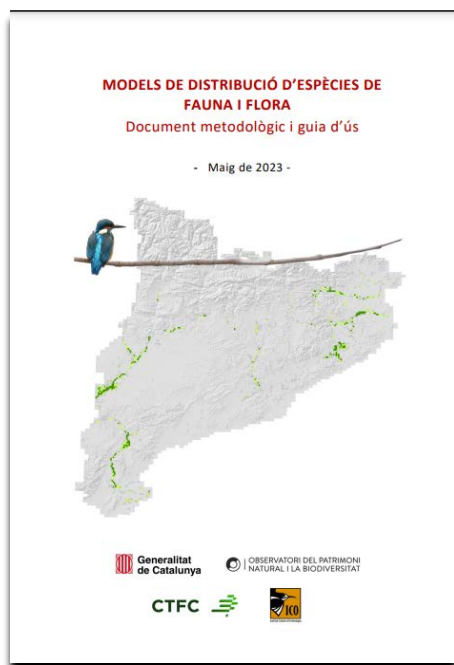 MODELS DE DISTRIBUCIÓ D'ESPÈCIES DE
FAUNA I FLORA
Document metodològic i guia d'ús
- Maig de 2023 -
Generalitat
de Catalunya
OBSERVATORI DEL PATRIMONI
NATURAL I LA BIODIVERSITAT
CTFC
ICO